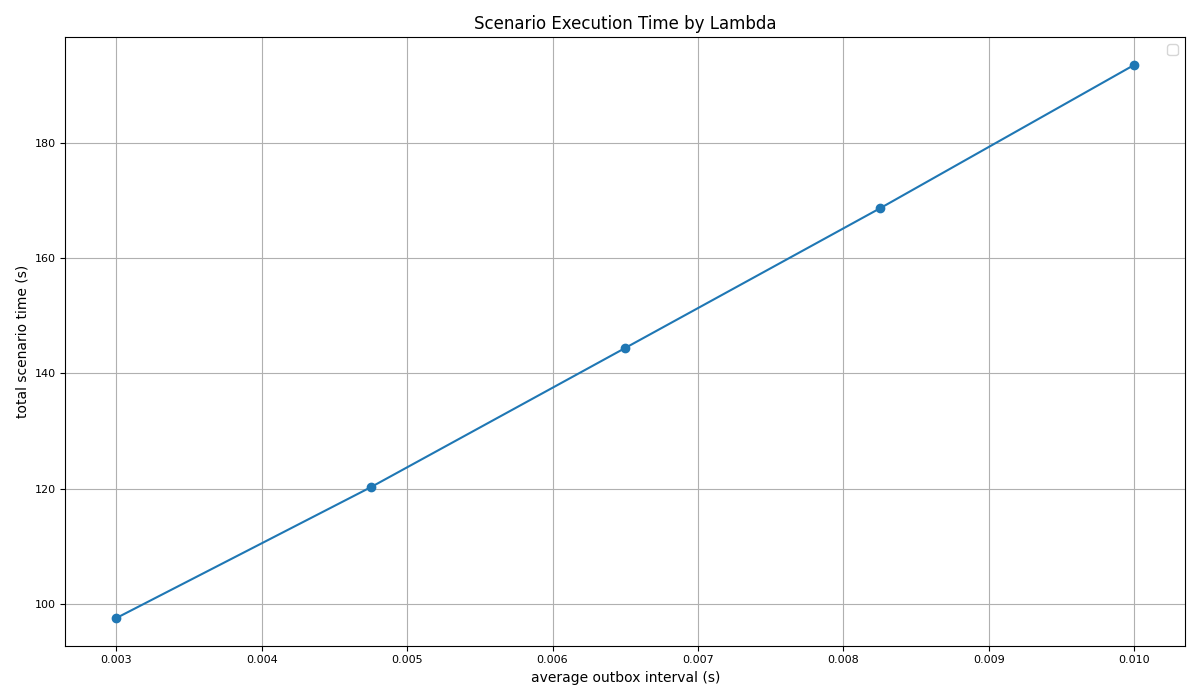 Scenario Execution Time by Lambda
180
160
140
120
100
total scenario time (s)
0.003 0.004 0.005 0.006 0.007 0.008 0.009 0.010
average outbox interval (s)